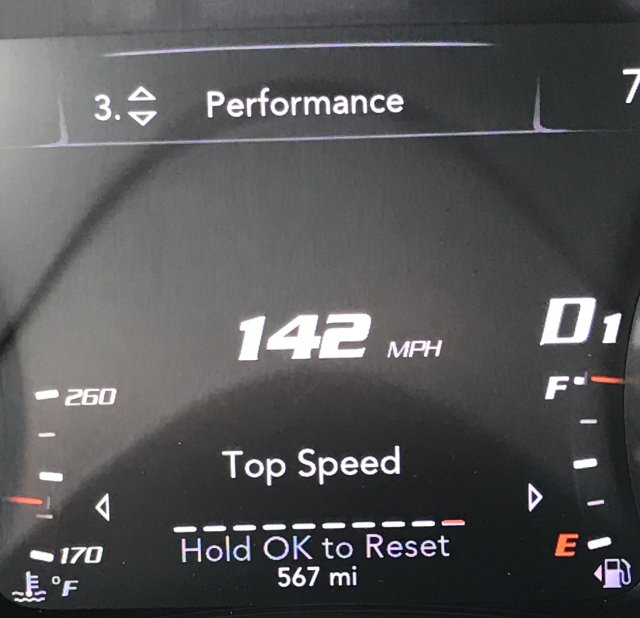 3. Performance
7
142 MPH
D1
260
F
Top Speed
170
Hold OK to Reset
E
°F
567 mi